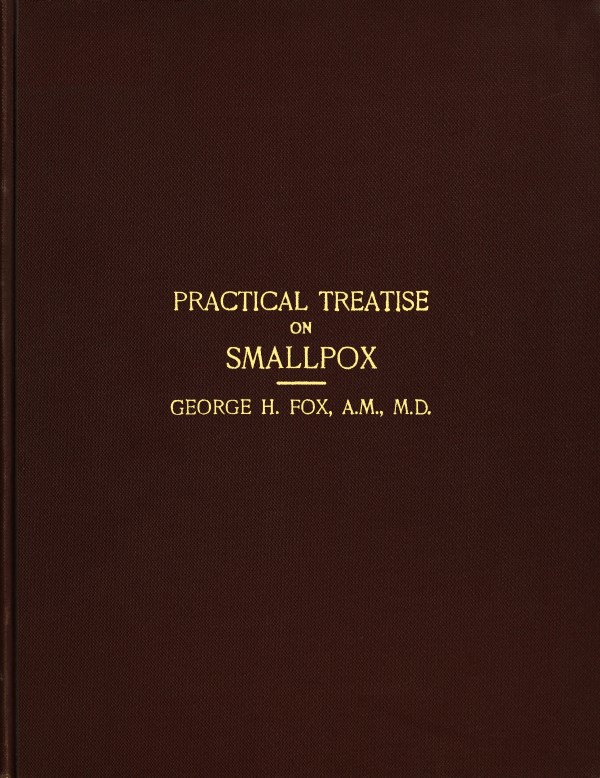 PRACTICAL TREATISE
ON
SMALLPOX
GEORGE H. FOX, A.M., M.D.